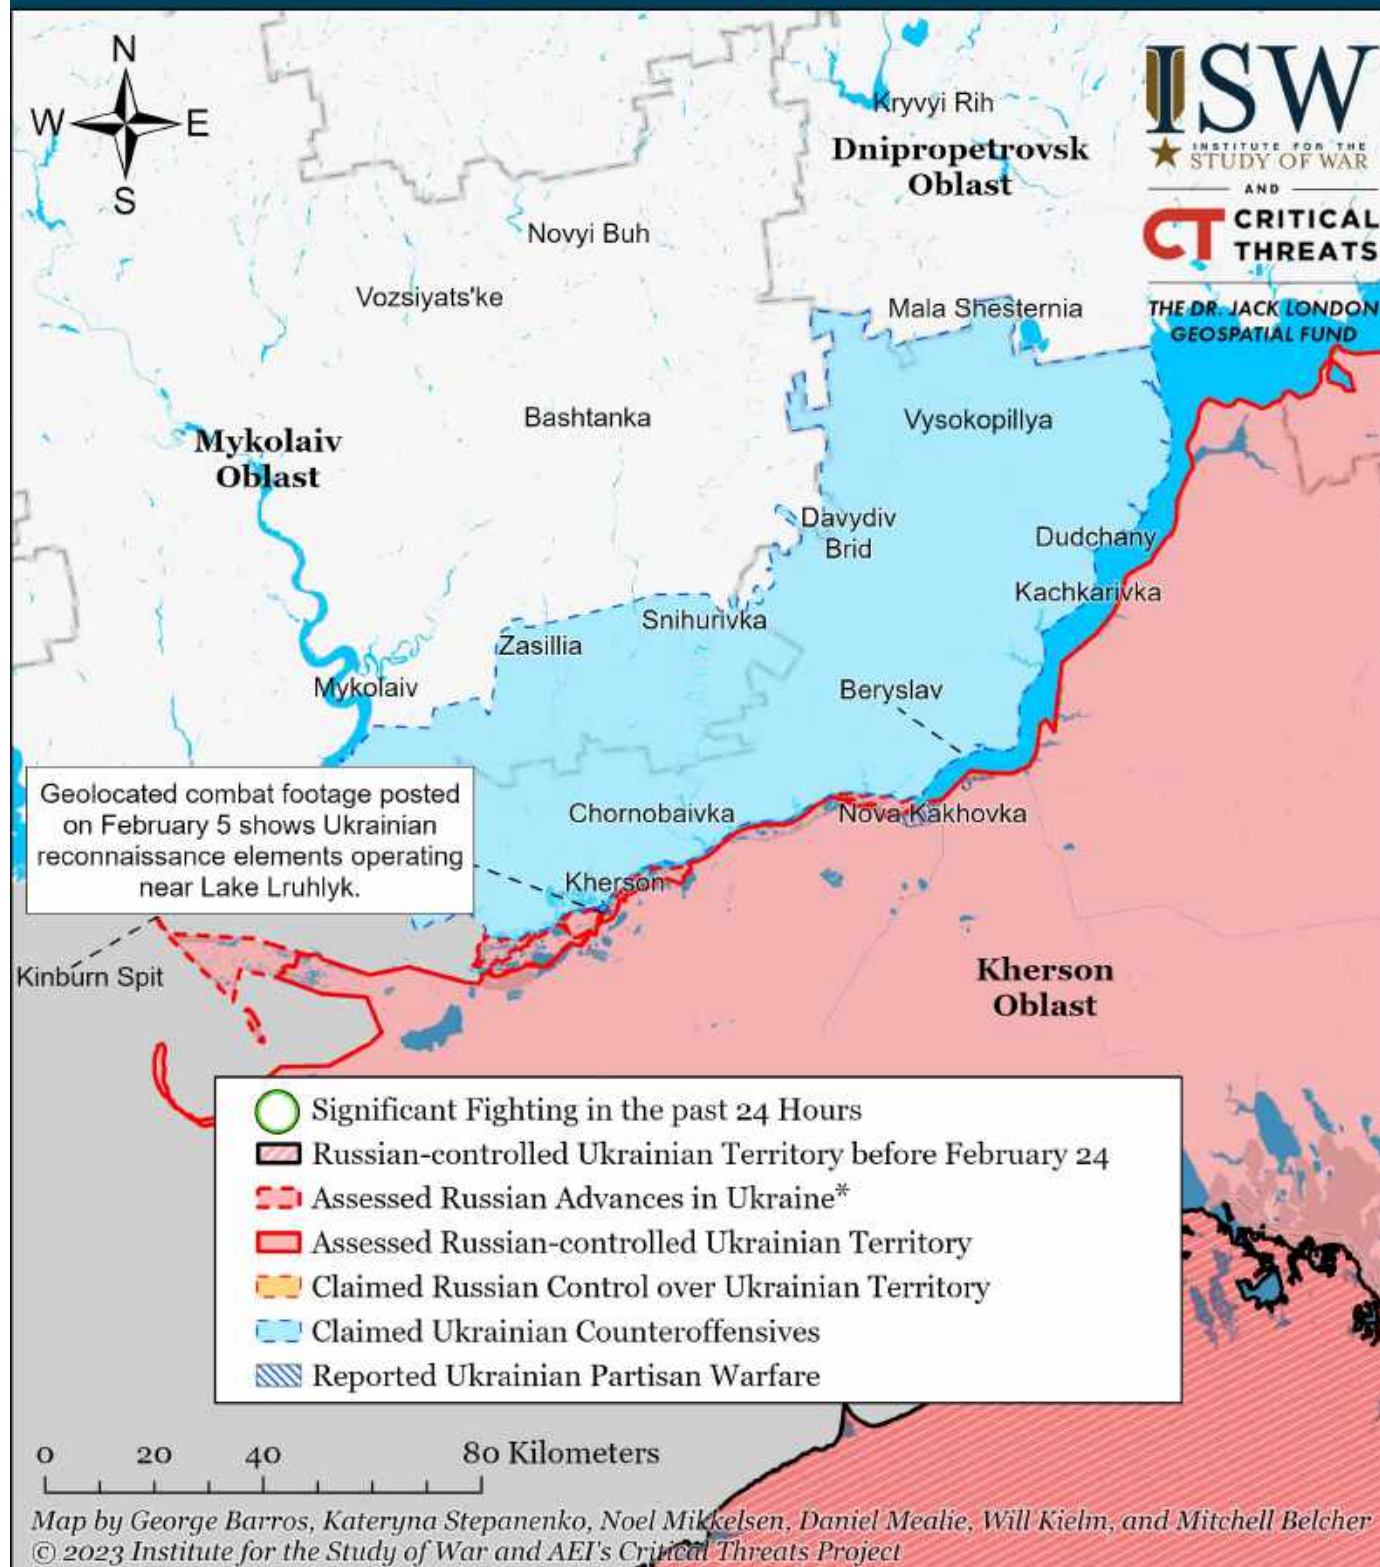 N
W
E
S
Kryvyi Rih
Dnipropetrovsk
Oblast
ISW
INSTITUTE FOR THE
STUDY OF WAR
AND
CT CRITICAL
THREATS
THE DR. JACK LONDON
GEOSPATIAL FUND
Novyi Buh
Vozsiyats'ke
Mala Shesternia
Bashtanka
Vysokopillya
Mykolaiv
Oblast
Davydiv
Brid
Dudchany
Kachkarivka
Snihurivka
Zasillia
Mykolaiv
Beryslav
Geolocated combat footage posted
on February 5 shows Ukrainian
reconnaissance elements operating
near Lake Lruhlyk.
Chornobaivka
Nova Kakhovka
Kherson
Kinburn Spit
Kherson
Oblast
Significant Fighting in the past 24 Hours
Russian-controlled Ukrainian Territory before February 24
Assessed Russian Advances in Ukraine*
Assessed Russian-controlled Ukrainian Territory
Claimed Russian Control over Ukrainian Territory
Claimed Ukrainian Counteroffensives
Reported Ukrainian Partisan Warfare
0 20 40 80 Kilometers
Map by George Barros, Kateryna Stepanenko, Noel Mikkelsen, Daniel Mealie, Will Kielm, and Mitchell Belcher
© 2023 Institute for the Study of War and AEI's Critical Threats Project